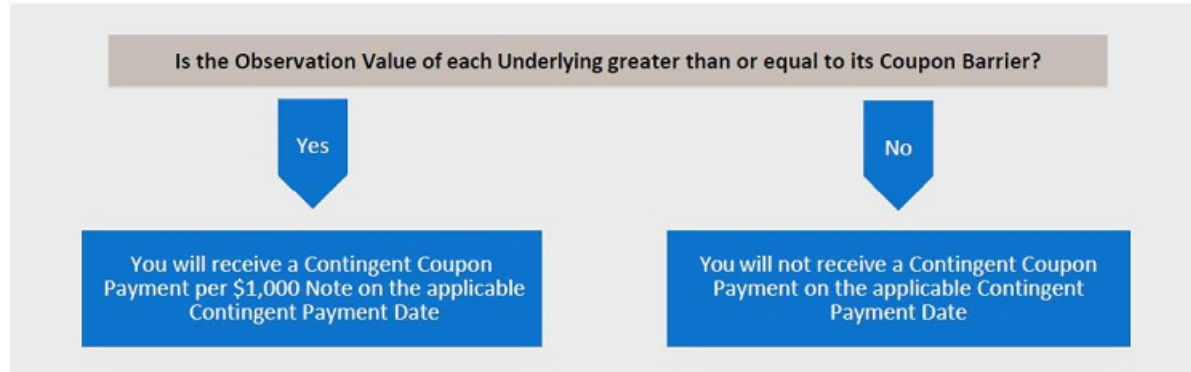 Is the Observation Value of each Underlying greater than or equal to its Coupon Barrier?
Yes
No
You will receive a Contingent Coupon
Payment per $1,000 Note on the applicable
Contingent Payment Date
You will not receive a Contingent Coupon
Payment on the applicable Contingent
Payment Date